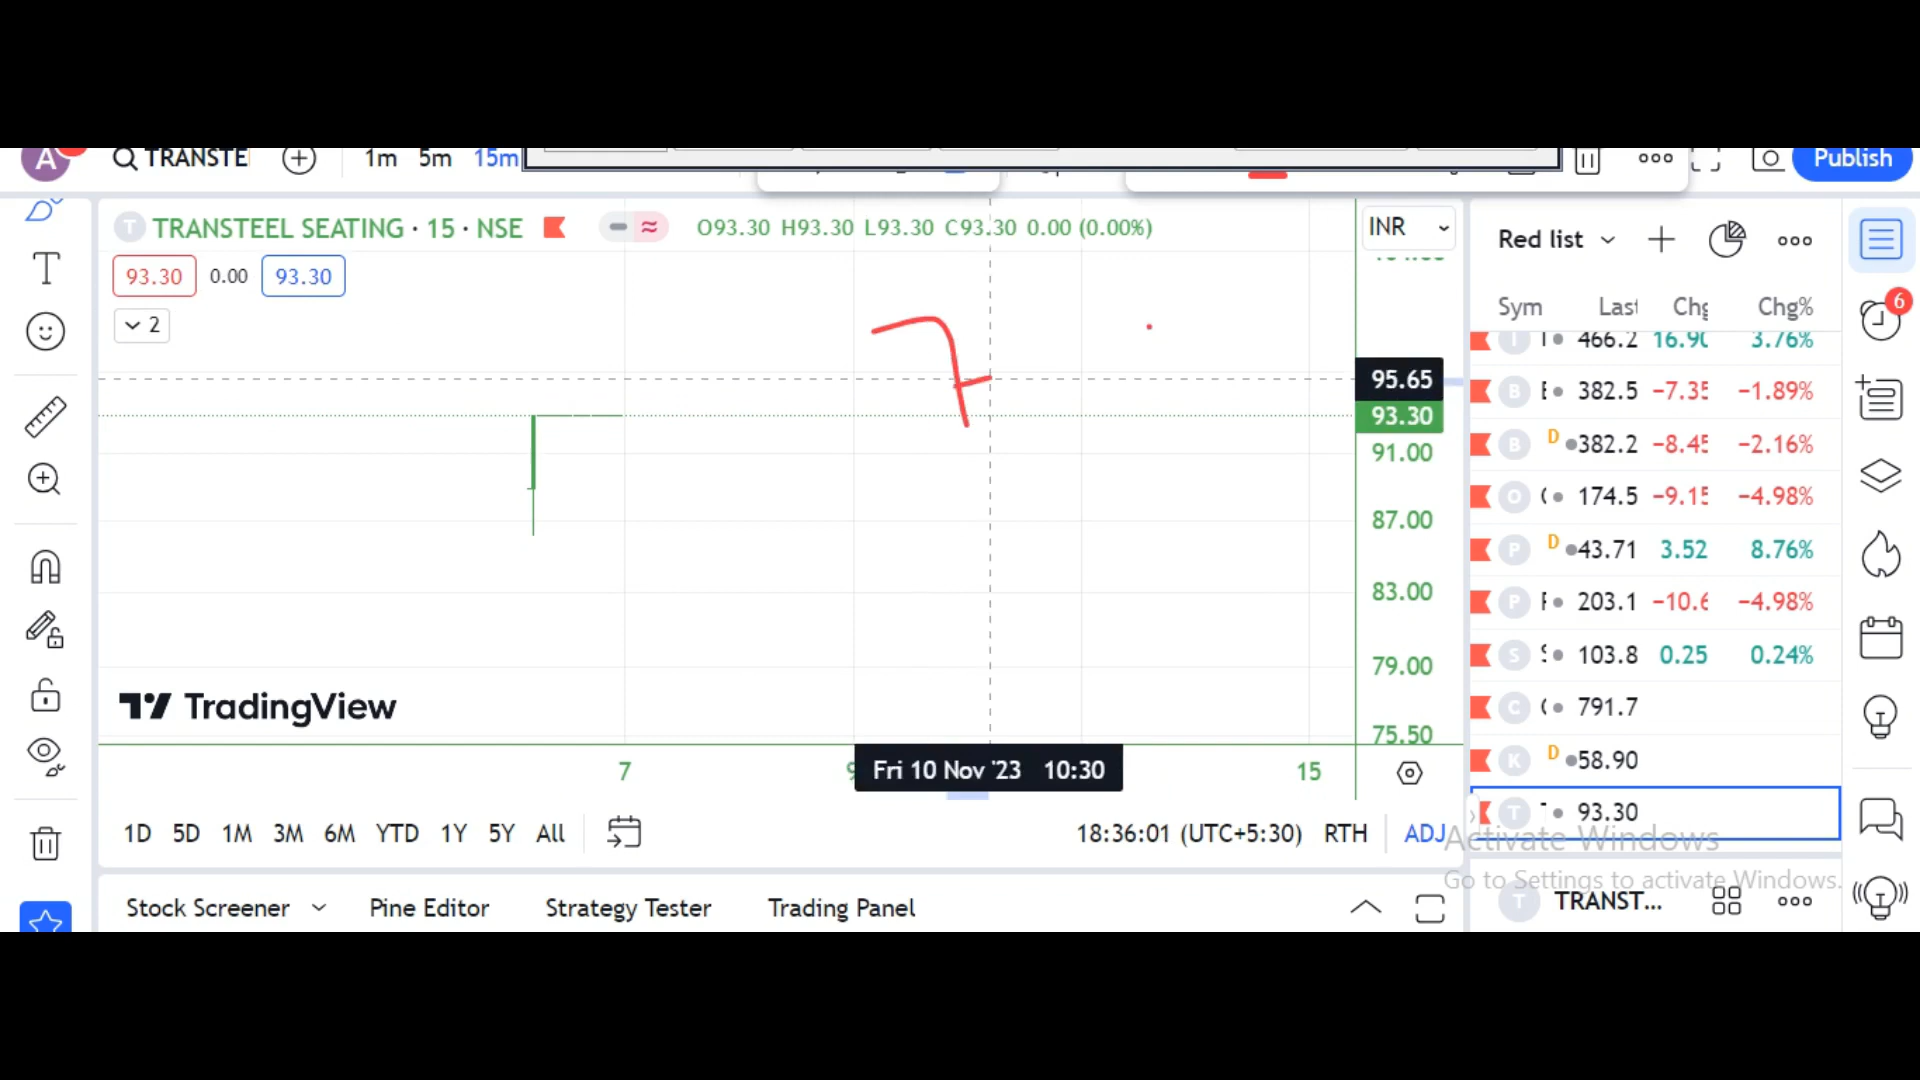 A TRANSTE 1m 5m 15m Publish
T TRANSTEEL SEATING · 15 · NSE O93.30 H93.30 L93.30 C93.30 0.00 (0.00%) INR
93.30 0.00 93.30
2
7
95.65
93.30
91.00
87.00
83.00
79.00
75.50
TradingView
7 Fri 10 Nov '23 10:30 15
1D 5D 1M 3M 6M YTD 1Y 5Y All 18:36:01 (UTC+5:30) RTH ADJ
Stock Screener Pine Editor Strategy Tester Trading Panel
Red list
Sym Last Chg Chg%
466.2 16.90 3.76%
B 382.5 −7.35 −1.89%
B D 382.2 −8.45 −2.16%
O 174.5 −9.15 −4.98%
P D 43.71 3.52 8.76%
P 203.1 −10.6 −4.98%
S 103.8 0.25 0.24%
C 791.7
K D 58.90
T 93.30
Activate Windows
Go to Settings to activate Windows.
T TRANST...
6